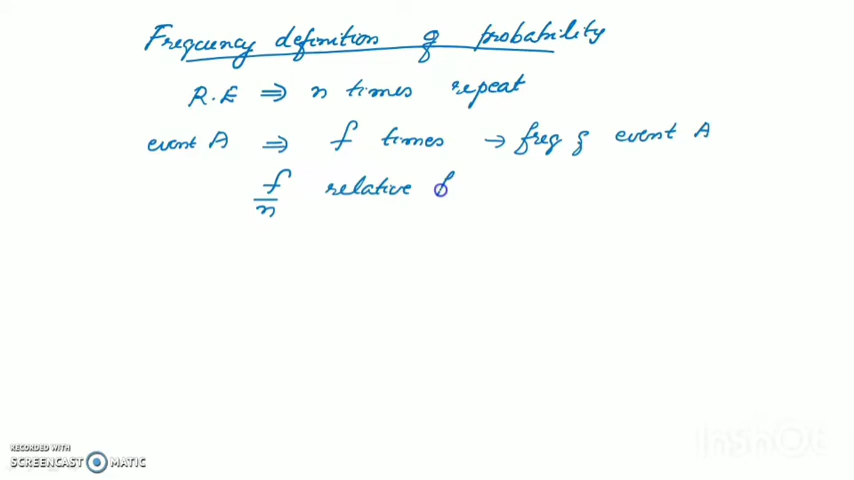 Frequency definition of probability
R.E ⇒ n times repeat
event A ⇒ f times → freq of event A
f/n relative f
RECORDED WITH
SCREENCAST MATIC